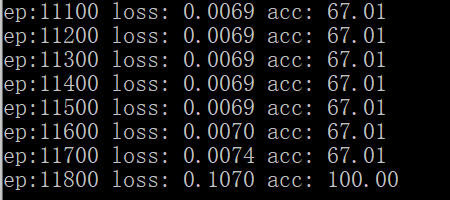 ep:11100 loss: 0.0069 acc: 67.01
ep:11200 loss: 0.0069 acc: 67.01
ep:11300 loss: 0.0069 acc: 67.01
ep:11400 loss: 0.0069 acc: 67.01
ep:11500 loss: 0.0069 acc: 67.01
ep:11600 loss: 0.0070 acc: 67.01
ep:11700 loss: 0.0074 acc: 67.01
ep:11800 loss: 0.1070 acc: 100.00